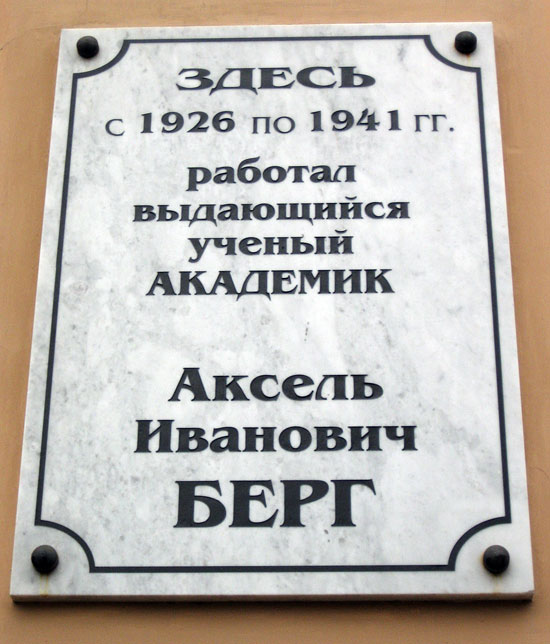 ЗДЕСЬ
с 1926 по 1941 гг.
работал
выдающийся
ученый
АКАДЕМИК
Аксель
Иванович
БЕРГ